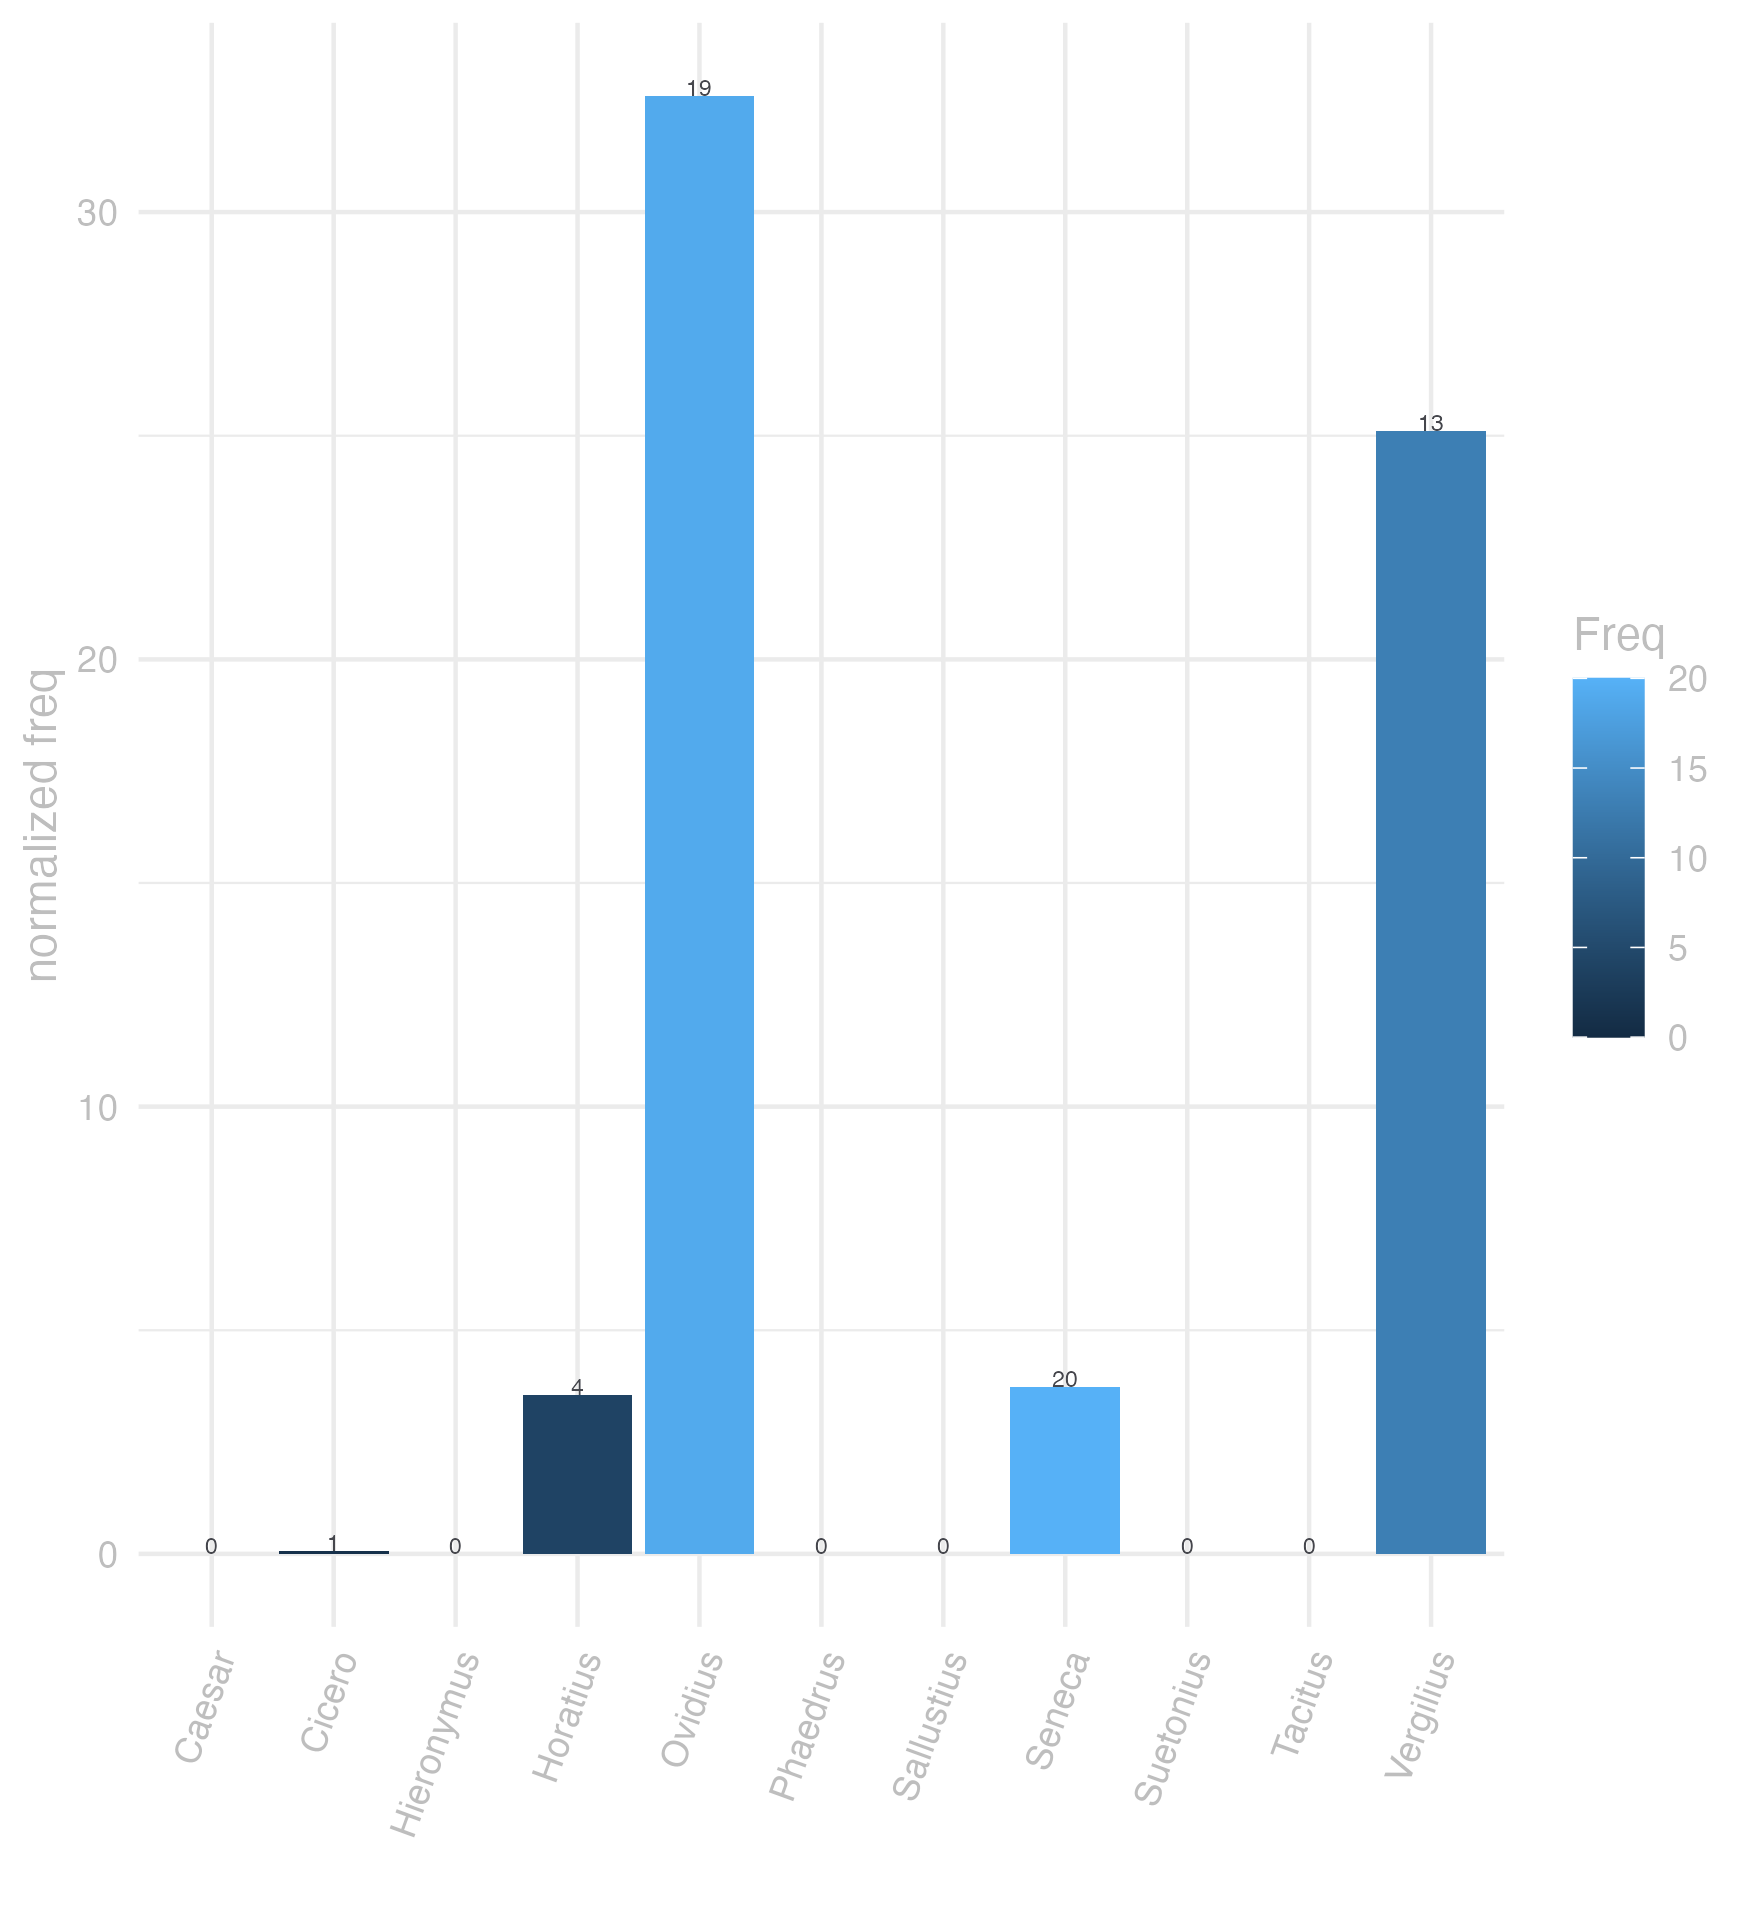 19
30
13
Freq
20
20
15
10
5
0
normalized freq
10
20
4
0
0
1
0
0
0
0
0
Caesar
Cicero
Hieronymus
Horatius
Ovidius
Phaedrus
Sallustius
Seneca
Suetonius
Tacitus
Vergilius